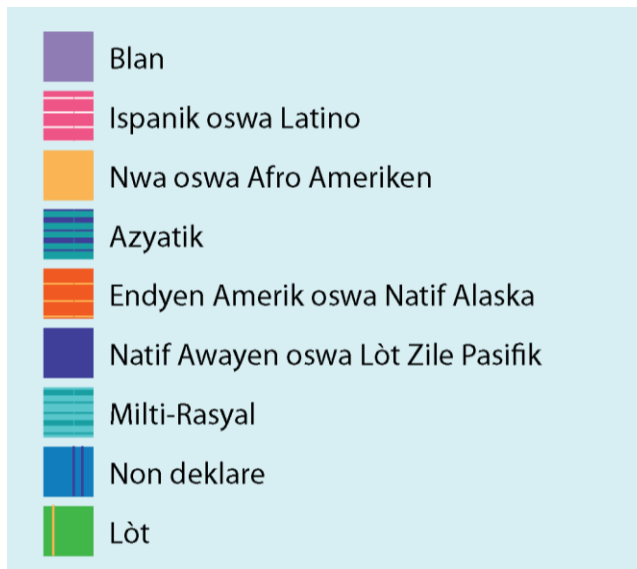 Blan
Ispanik oswa Latino
Nwa oswa Afro Ameriken
Azyatik
Endyen Amerik oswa Natif Alaska
Natif Awayen oswa Lòt Zile Pasifik
Milti-Rasyal
Non deklare
Lòt